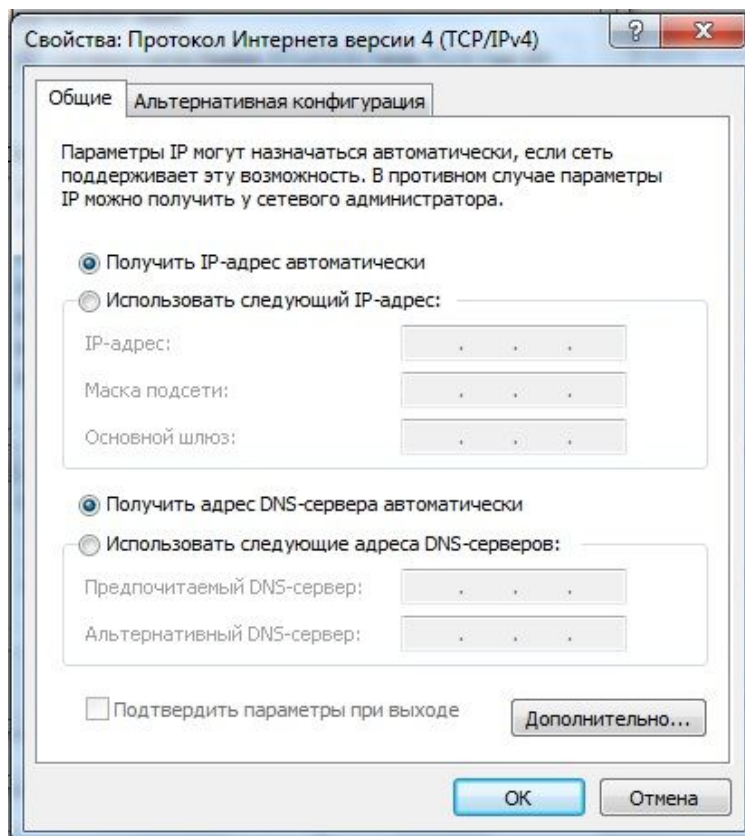 Свойства: Протокол Интернета версии 4 (TCP/IPv4)
?
Общие
Альтернативная конфигурация
Параметры IP могут назначаться автоматически, если сеть
поддерживает эту возможность. В противном случае параметры
IP можно получить у сетевого администратора.
Получить IP-адрес автоматически
Использовать следующий IP-адрес:
IP-адрес:
Маска подсети:
Основной шлюз:
Получить адрес DNS-сервера автоматически
Использовать следующие адреса DNS-серверов:
Предпочитаемый DNS-сервер:
Альтернативный DNS-сервер:
Подтвердить параметры при выходе
Дополнительно...
OK
Отмена